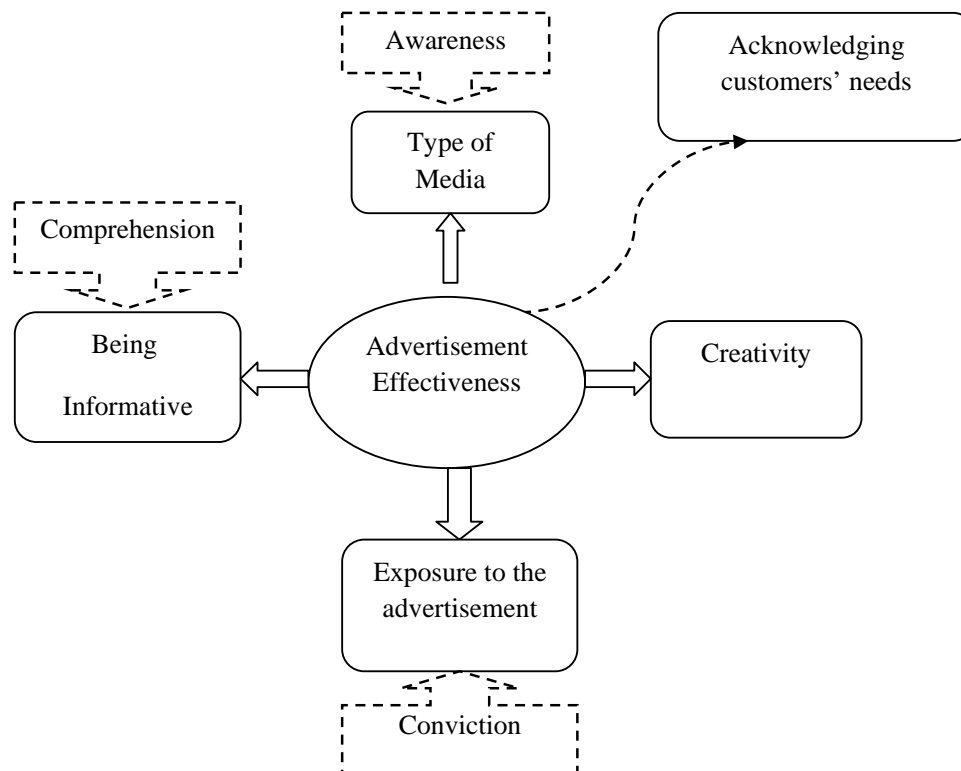 Awareness
Acknowledging
customers’ needs
Type of
Media
Comprehension
Being
Informative
Advertisement
Effectiveness
Creativity
Exposure to the
advertisement
Conviction